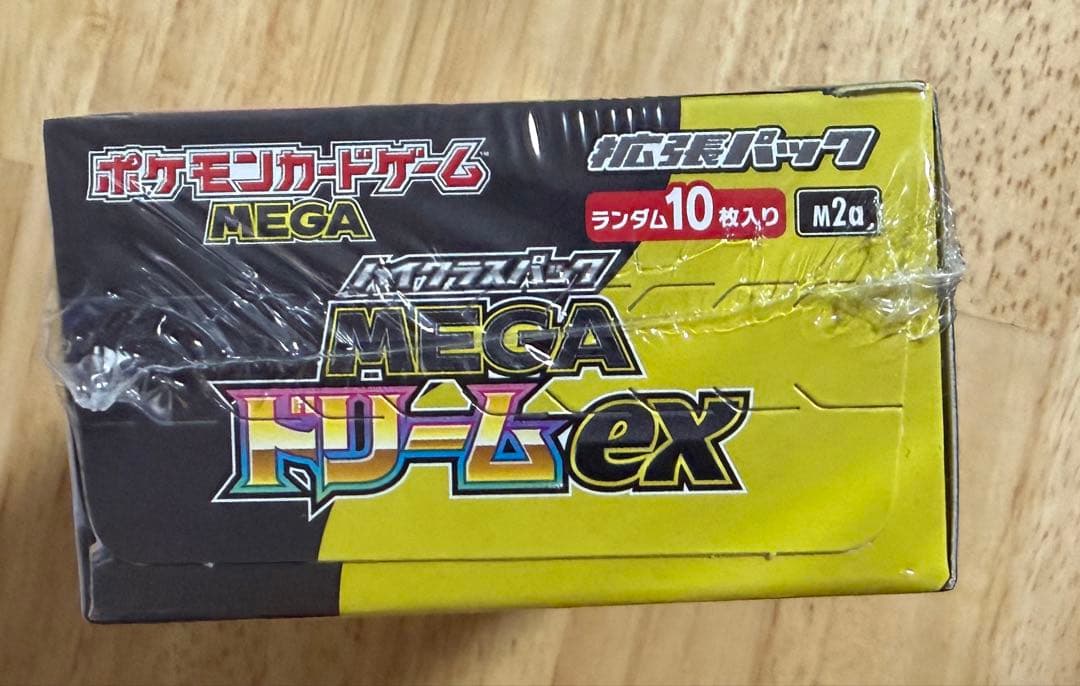 ポケモンカードゲーム
MEGA
拡張パック
ランダム10枚入り
M2a
ハイクラスパック
MEGA
ドリームex